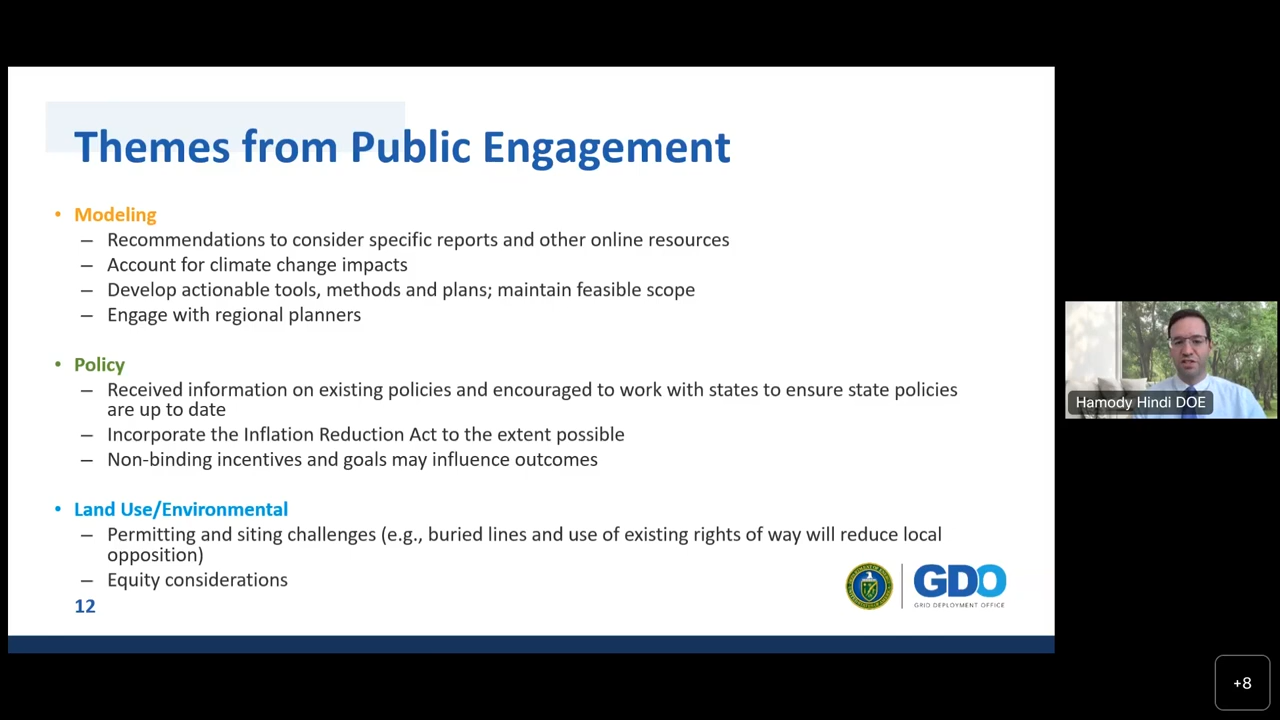 Themes from Public Engagement
• Modeling
– Recommendations to consider specific reports and other online resources
– Account for climate change impacts
– Develop actionable tools, methods and plans; maintain feasible scope
– Engage with regional planners
• Policy
– Received information on existing policies and encouraged to work with states to ensure state policies
are up to date
– Incorporate the Inflation Reduction Act to the extent possible
– Non-binding incentives and goals may influence outcomes
• Land Use/Environmental
– Permitting and siting challenges (e.g., buried lines and use of existing rights of way will reduce local
opposition)
– Equity considerations
12
GDO
GRID DEPLOYMENT OFFICE
Hamody Hindi DOE
+8